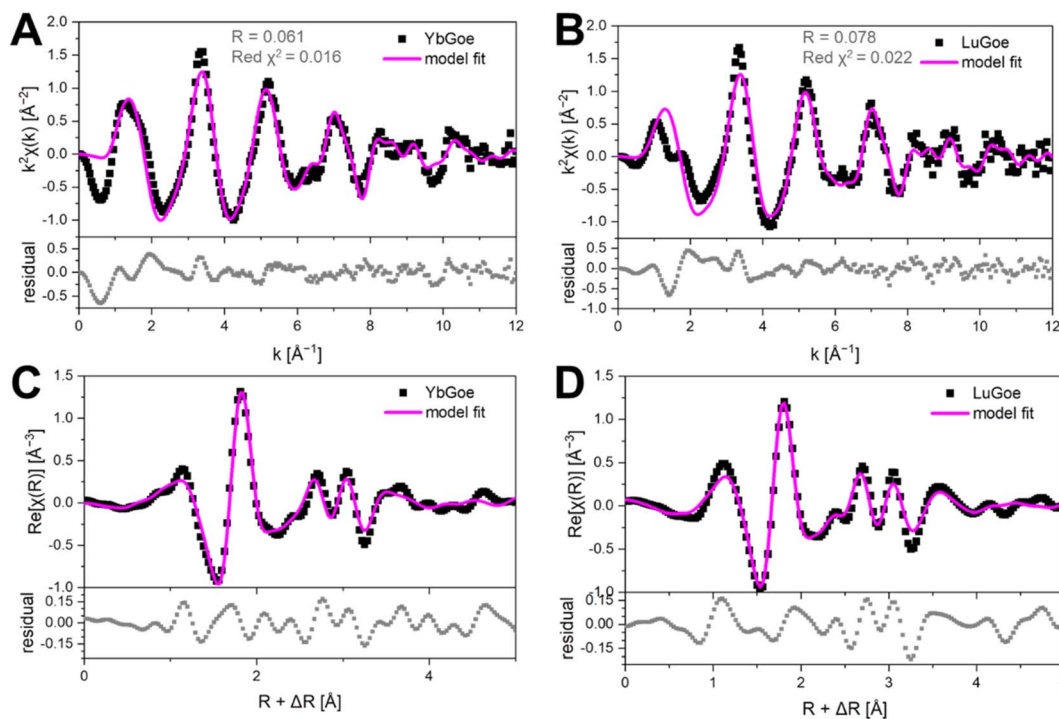 A
R = 0.061
Red χ² = 0.016
YbGoe
model fit
k²χ(k) [Å⁻²]
2.0
1.5
1.0
0.5
0.0
-0.5
-1.0
residual
0.5
0.0
-0.5
0 2 4 6 8 10 12
k [Å⁻¹]
B
R = 0.078
Red χ² = 0.022
LuGoe
model fit
k²χ(k) [Å⁻²]
2.0
1.5
1.0
0.5
0.0
-0.5
-1.0
residual
0.5
0.0
-0.5
-1.0
0 2 4 6 8 10 12
k [Å⁻¹]
C
YbGoe
model fit
Re[χ(R)] [Å⁻³]
1.5
1.0
0.5
0.0
-0.5
-1.0
residual
0.15
0.00
-0.15
0 2 4
R + ΔR [Å]
D
LuGoe
model fit
Re[χ(R)] [Å⁻³]
1.5
1.0
0.5
0.0
-0.5
-1.0
residual
0.15
0.00
-0.15
0 1 2 3 4
R + ΔR [Å]